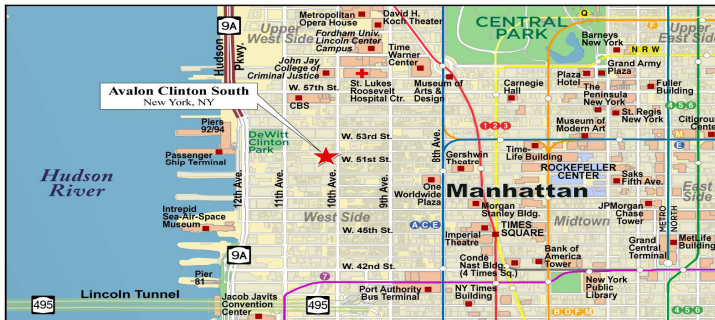 9A
Hudson
Pkwy.
Upper
West Side
Metropolitan
Opera House
David H.
Koch Theater
Fordham Univ.
Lincoln Center
Campus
Time
Warner
Center
John Jay
College of
Criminal Justice
St. Lukes
Roosevelt
Hospital Ctr.
W. 57th St.
CBS
Museum of
Arts &
Design
CENTRAL
PARK
Q
F
Barneys
New York
Upper
East Side
N R W
Grand Army
Plaza
Plaza
Hotel
Fuller
Building
The
Peninsula
New York
St. Regis
New York
4 5 6
Carnegie
Hall
Citigroup
Center
Avalon Clinton South
New York, NY
Piers
92/94
DeWitt
Clinton
Park
W. 53rd St.
W. 51st St.
1 2 3
Museum of
Modern Art
M
E
Passenger
Ship Terminal
8th Ave.
Gershwin
Theatre
Time-
Life Building
ROCKEFELLER
CENTER
Saks
Fifth Ave.
Hudson
River
12th Ave.
11th Ave.
10th Ave.
9th Ave.
One
Worldwide
Plaza
Manhattan
East
Side
Intrepid
Sea-Air-Space
Museum
West Side
A C E
Morgan
Stanley Bldg.
Midtown
JPMorgan
Chase
Tower
METRO
NORTH
W. 45th St.
Imperial
Theatre
TIMES
SQUARE
Grand
Central
Terminal
MetLife
Building
9A
W. 42nd St.
Condé
Nast Bldg.
(4 Times Sq.)
Bank of
America
Tower
Pier
81
7
New York
Public
Library
495
Lincoln Tunnel
Jacob Javits
Convention
Center
495
Port Authority
Bus Terminal
NY Times
Building
B D F M
4 5 6